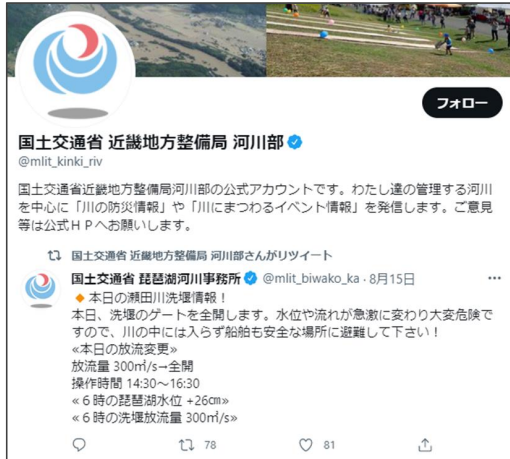 フォロー
国土交通省 近畿地方整備局 河川部
@mlit_kinki_riv
国土交通省近畿地方整備局河川部の公式アカウントです。わたし達の管理する河川
を中心に「川の防災情報」や「川にまつわるイベント情報」を発信します。ご意見
等は公式ＨＰへお願いします。
国土交通省 近畿地方整備局 河川部さんがリツイート
国土交通省 琵琶湖河川事務所 @mlit_biwako_ka · 8月15日
🔸本日の瀬田川洗堰情報！
本日、洗堰のゲートを全開します。水位や流れが急激に変わり大変危険で
すので、川の中には入らず船舶も安全な場所に避難して下さい！
≪本日の放流変更≫
放流量 300㎥/s→全開
操作時間 14:30～16:30
≪６時の琵琶湖水位 +26㎝≫
≪６時の洗堰放流量 300㎥/s≫
78 81